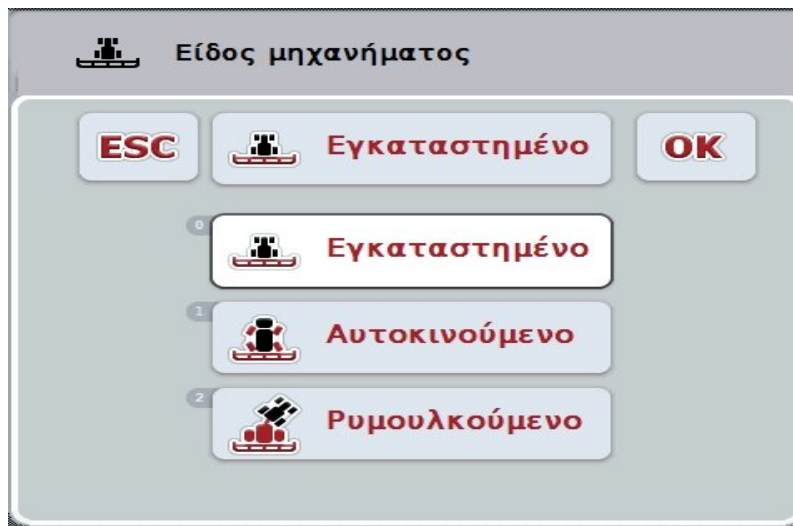 Είδος μηχανήματος
ESC Εγκαταστημένο OK
0 Εγκαταστημένο
1 Αυτοκινούμενο
2 Ρυμουλκούμενο